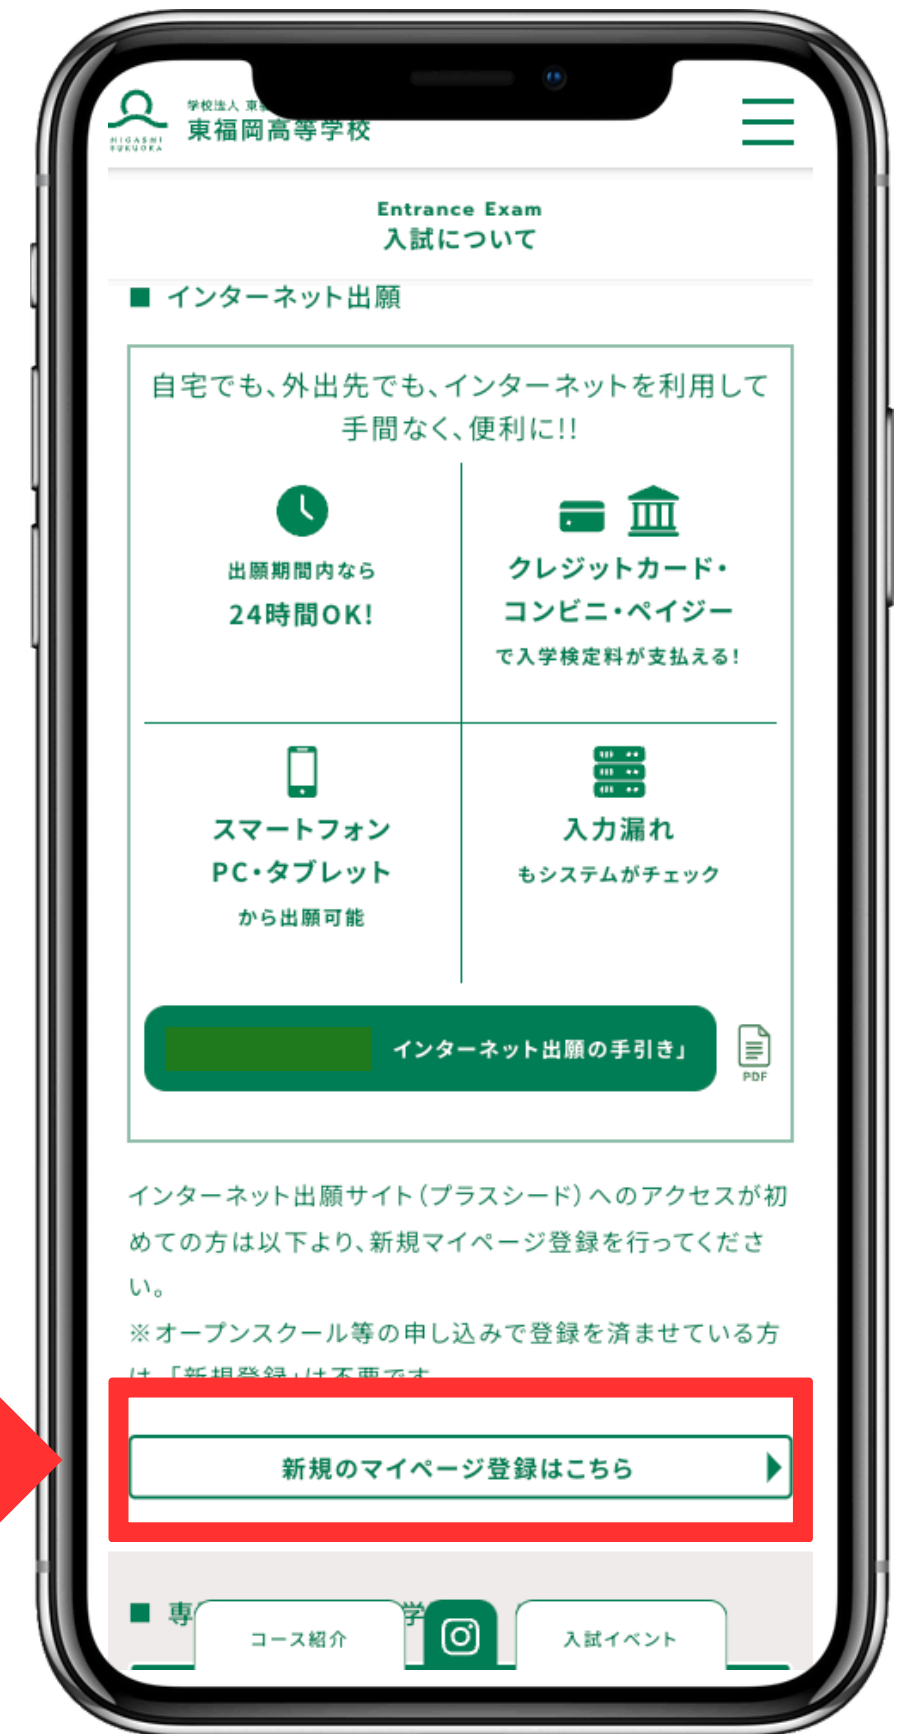 学校法人 東
東福岡高等学校
HIGASHI
FUKUOKA
Entrance Exam
入試について
■ インターネット出願
自宅でも、外出先でも、インターネットを利用して
手間なく、便利に!!
出願期間内なら
24時間OK!
クレジットカード・
コンビニ・ペイジー
で入学検定料が支払える!
スマートフォン
PC・タブレット
から出願可能
入力漏れ
もシステムがチェック
インターネット出願の手引き」
PDF
インターネット出願サイト(プラスシード)へのアクセスが初
めての方は以下より、新規マイページ登録を行ってくださ
い。
※オープンスクール等の申し込みで登録を済ませている方
は、「新規登録」は不要です
新規のマイページ登録はこちら
■ 専 学
コース紹介
入試イベント